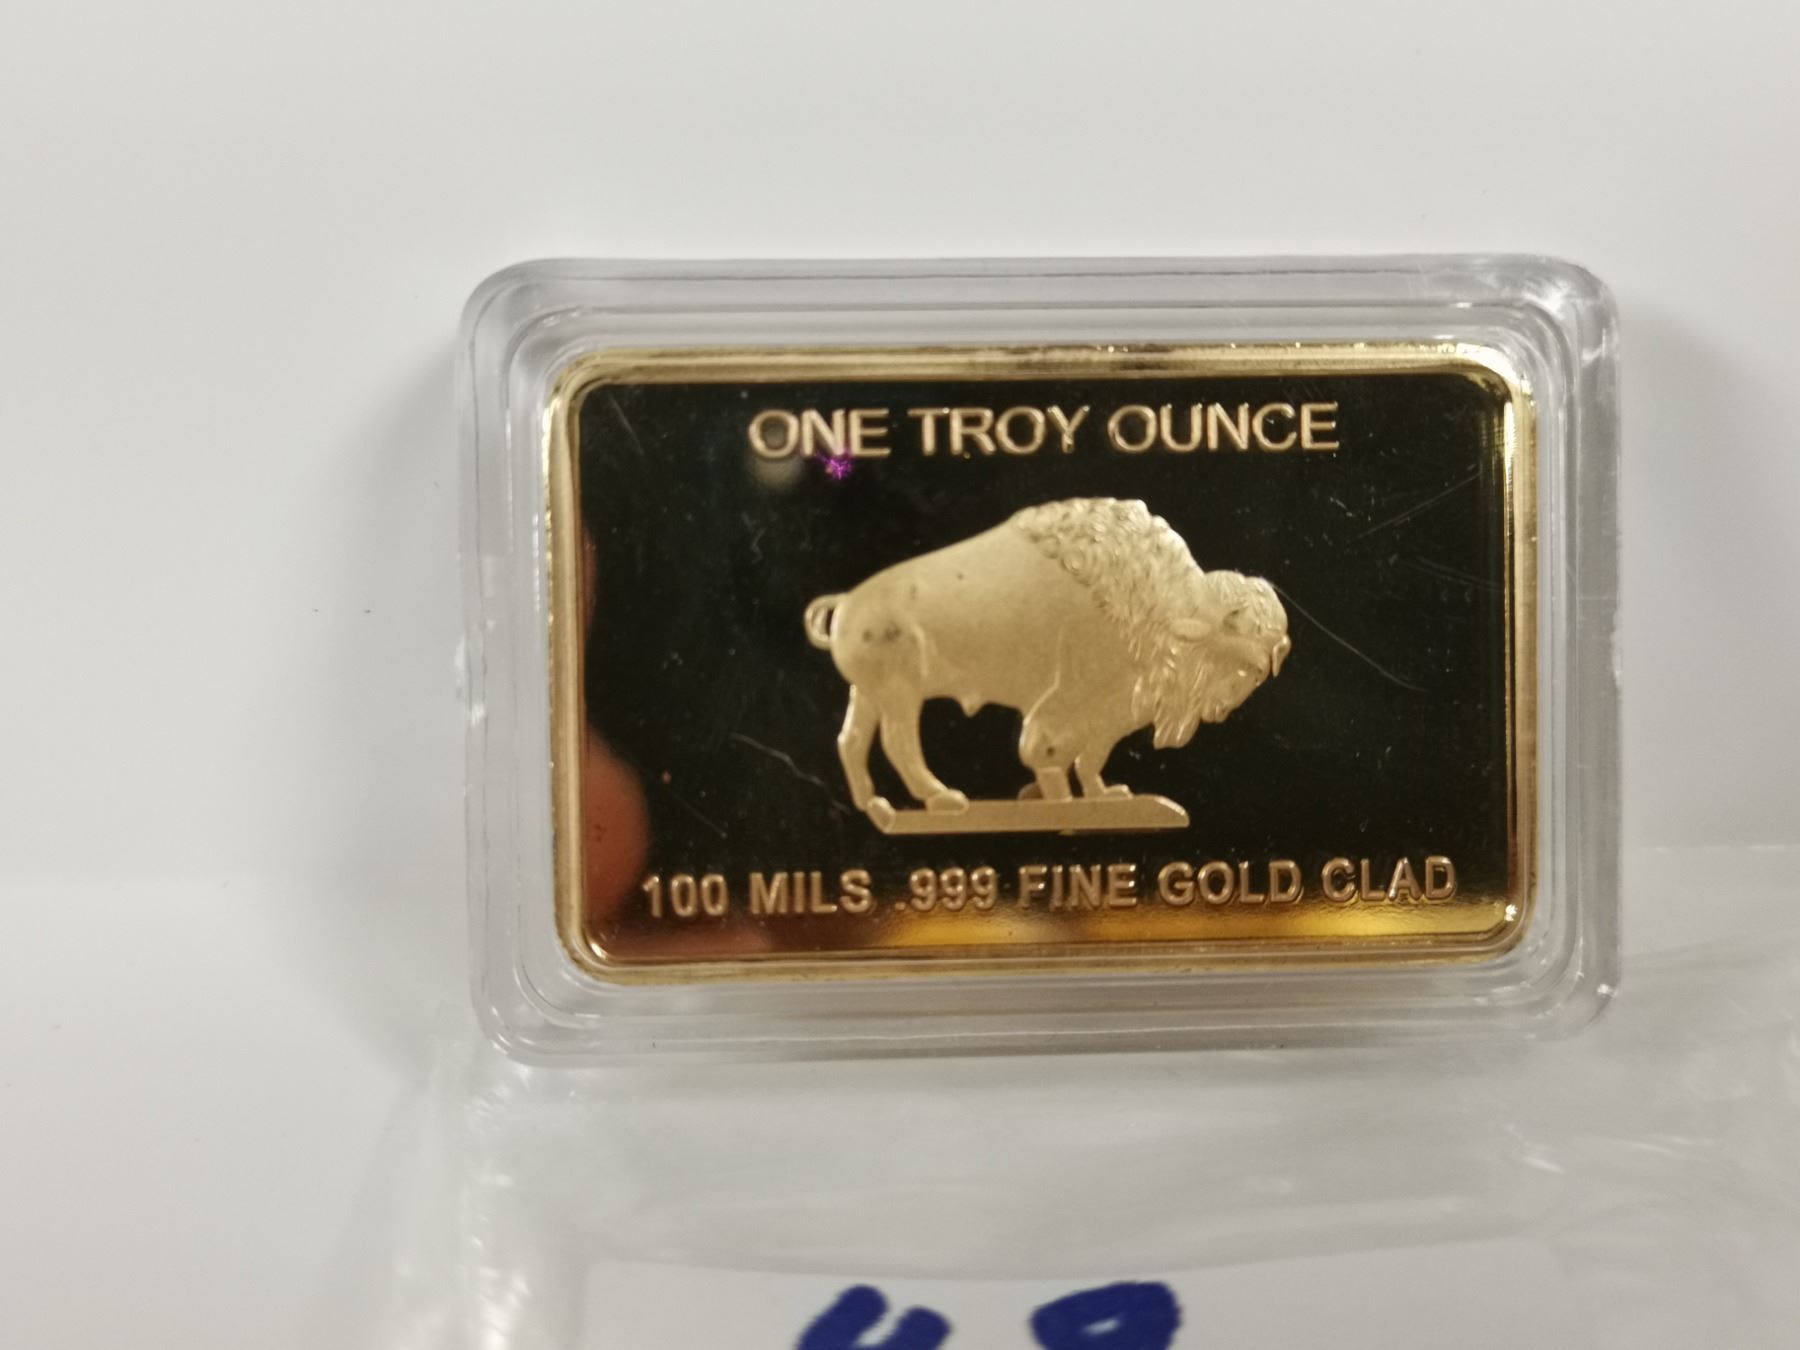 ONE TROY OUNCE
100 MILS .999 FINE GOLD CLAD